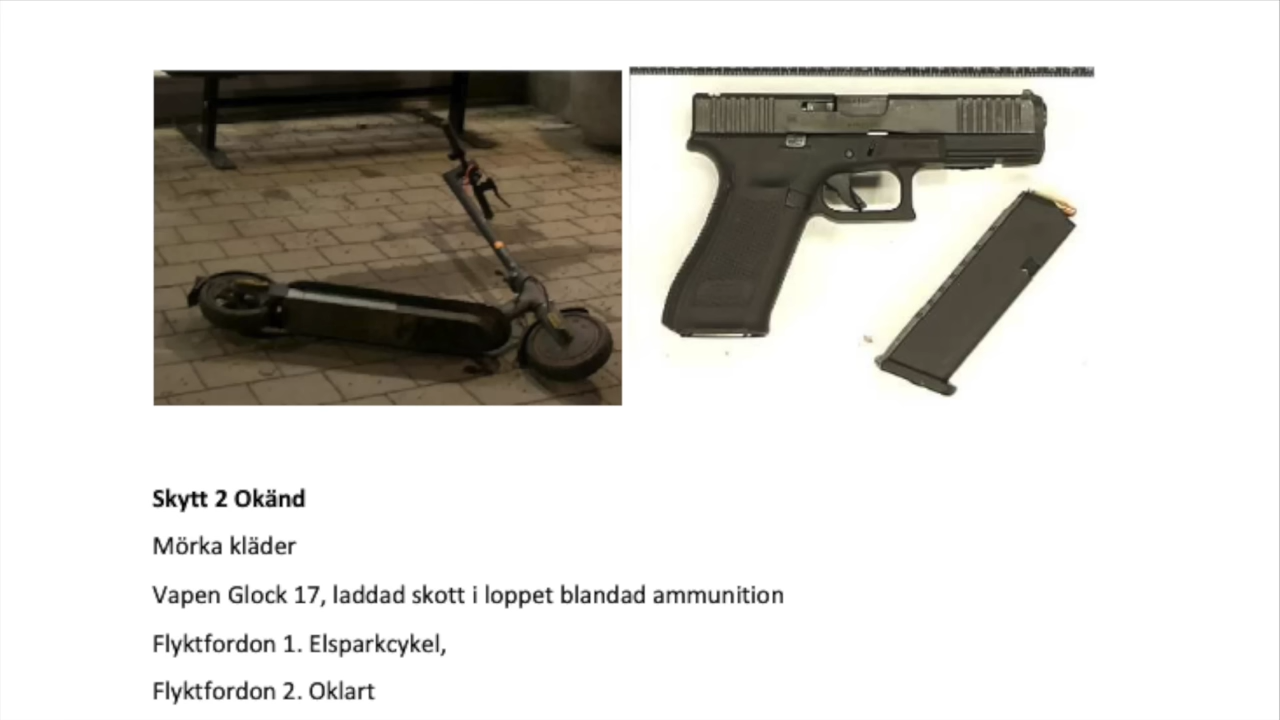 Skytt 2 Okänd
Mörka kläder
Vapen Glock 17, laddad skott i loppet blandad ammunition
Flyktfordon 1. Elsparkcykel,
Flyktfordon 2. Oklart